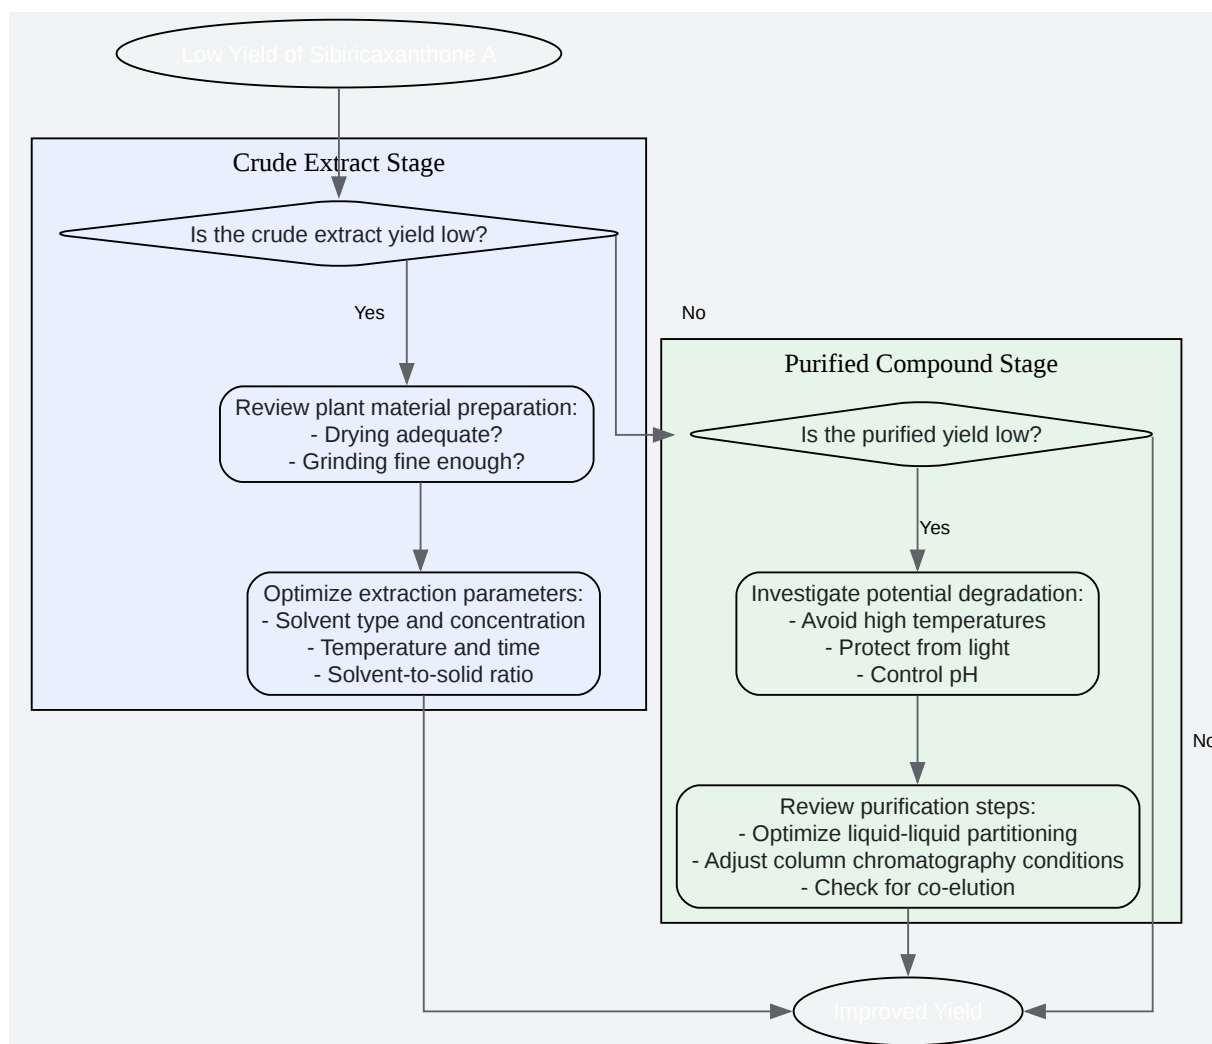 Low Yield of Sibiricaxanthone A
Crude Extract Stage
Is the crude extract yield low?
Yes
No
Review plant material preparation:
- Drying adequate?
- Grinding fine enough?
Optimize extraction parameters:
- Solvent type and concentration
- Temperature and time
- Solvent-to-solid ratio
Purified Compound Stage
Is the purified yield low?
Yes
Investigate potential degradation:
- Avoid high temperatures
- Protect from light
- Control pH
No
Review purification steps:
- Optimize liquid-liquid partitioning
- Adjust column chromatography conditions
- Check for co-elution
Improved Yield